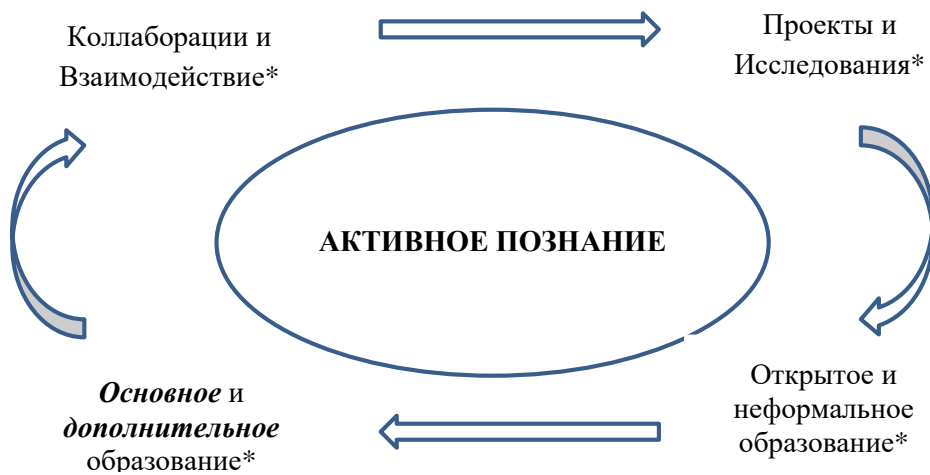 Коллаборации и
Взаимодействие*
Проекты и
Исследования*
АКТИВНОЕ ПОЗНАНИЕ
Основное и
дополнительное
образование*
Открытое и
неформальное
образование*